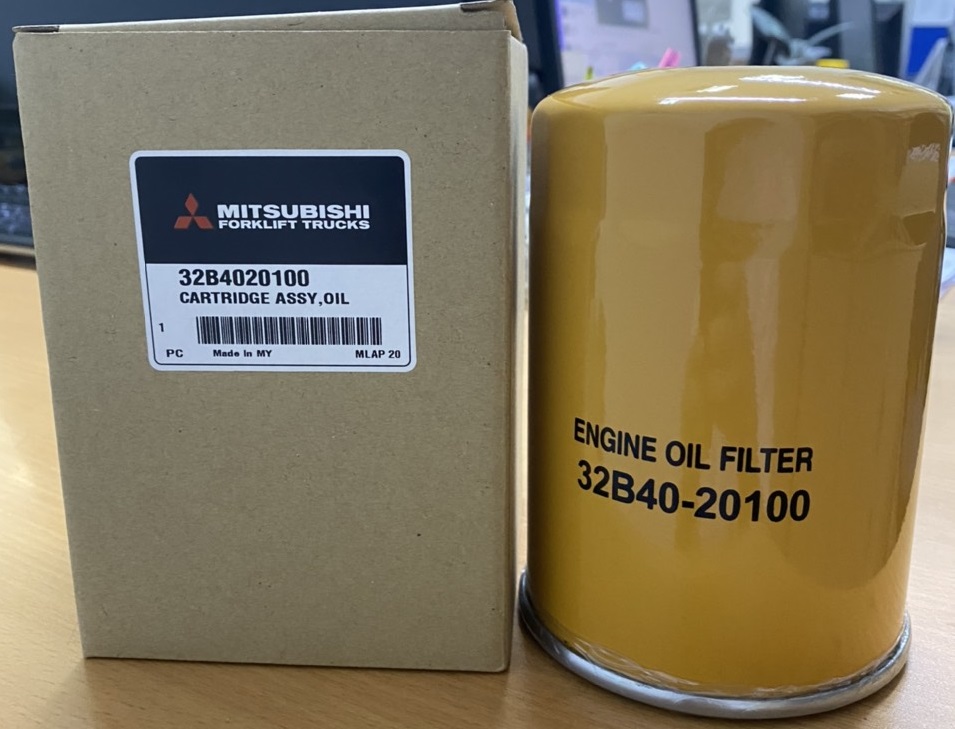 MITSUBISHI
FORKLIFT TRUCKS
32B4020100
CARTRIDGE ASSY,OIL
1
PC Made In MY MLAP 20
ENGINE OIL FILTER
32B40-20100